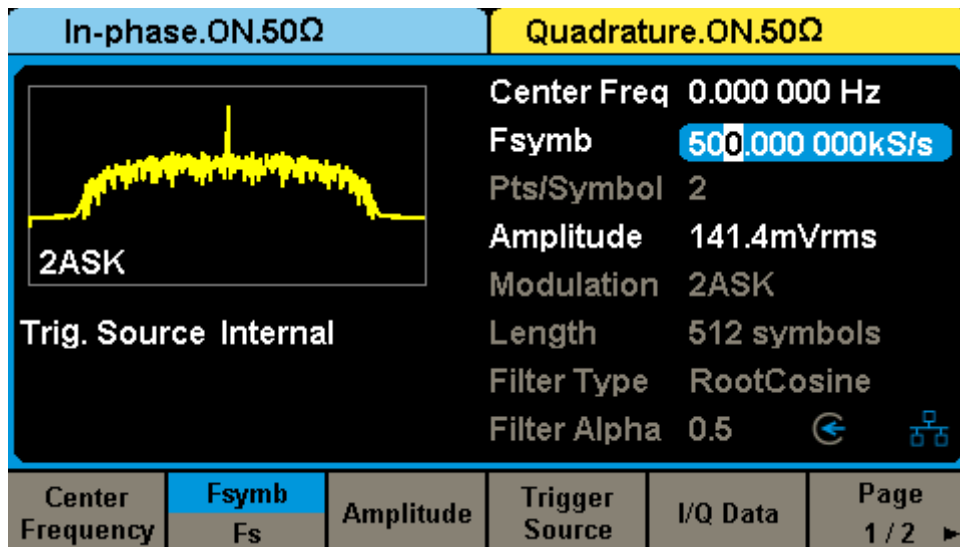 In-phase.ON.50Ω
Quadrature.ON.50Ω
Center Freq 0.000 000 Hz
Fsymb 500.000 000kS/s
Pts/Symbol 2
Amplitude 141.4mVrms
Modulation 2ASK
Length 512 symbols
Filter Type RootCosine
Filter Alpha 0.5
2ASK
Trig. Source Internal
Center Frequency
Fsymb
Fs
Amplitude
Trigger Source
I/Q Data
Page
1/2 ►